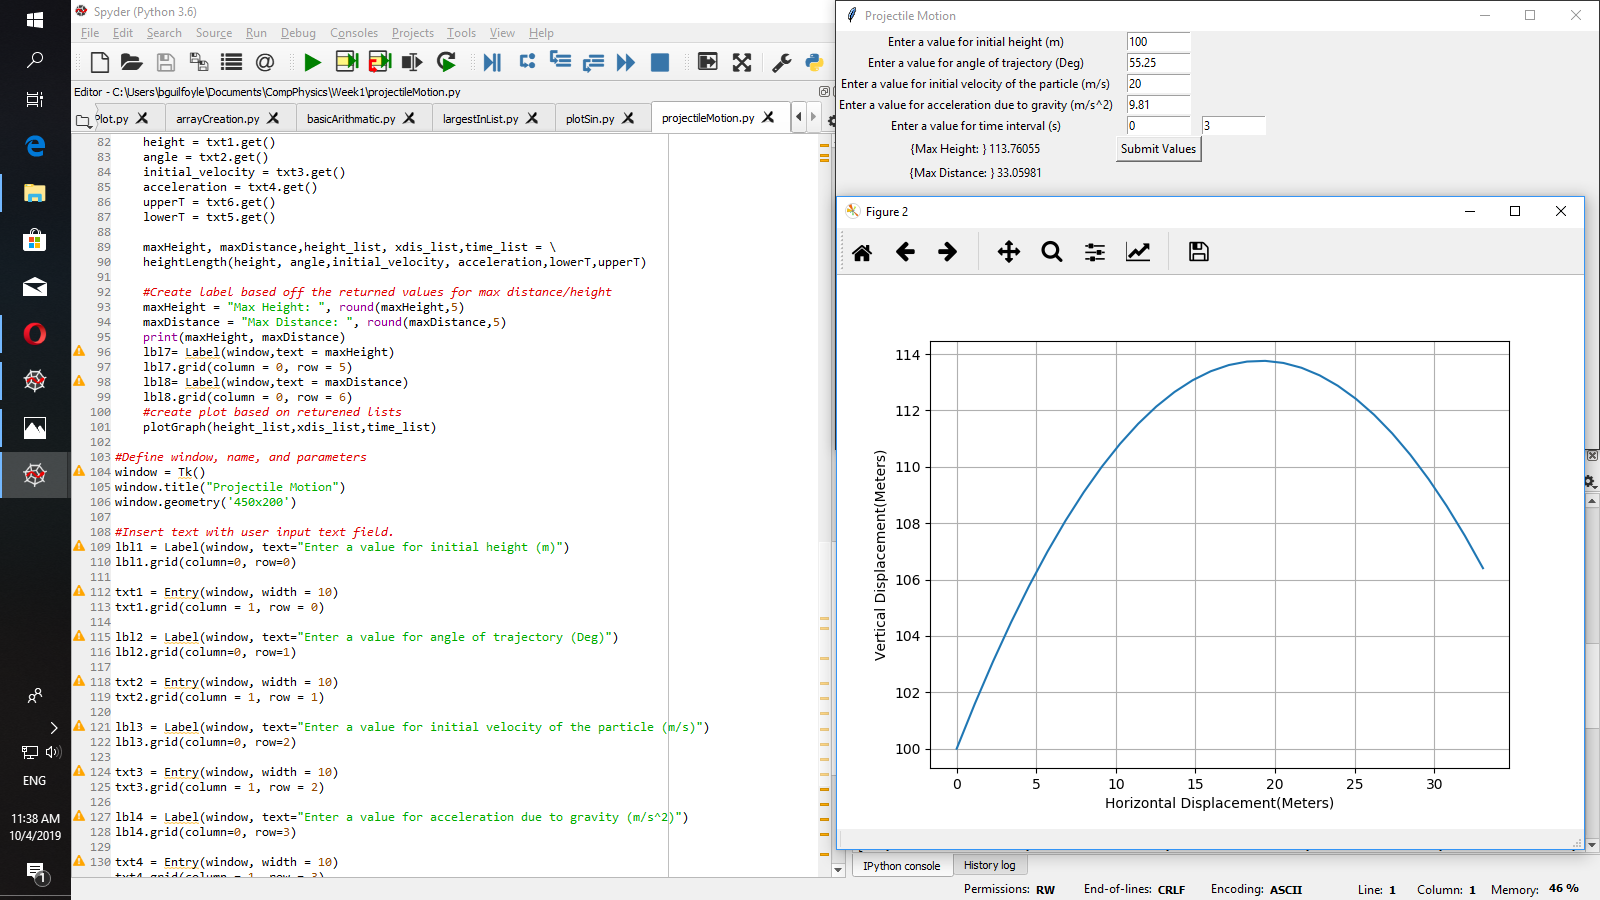 Spyder (Python 3.6)
File Edit Search Source Run Debug Consoles Projects Tools View Help
Editor - C:\Users\bguilfoyle\Documents\CompPhysics\Week1\projectileMotion.py
Plot.py arrayCreation.py basicArithmatic.py largestInList.py plotSin.py projectileMotion.py
82 height = txt1.get()
83 angle = txt2.get()
84 initial_velocity = txt3.get()
85 acceleration = txt4.get()
86 upperT = txt6.get()
87 lowerT = txt5.get()
88
89 maxHeight, maxDistance,height_list, xdis_list,time_list = \
90 heightLength(height, angle,initial_velocity, acceleration,lowerT,upperT)
91
92 #Create label based off the returned values for max distance/height
93 maxHeight = "Max Height: ", round(maxHeight,5)
94 maxDistance = "Max Distance: ", round(maxDistance,5)
95 print(maxHeight, maxDistance)
96 lbl7= Label(window,text = maxHeight)
97 lbl7.grid(column = 0, row = 5)
98 lbl8= Label(window,text = maxDistance)
99 lbl8.grid(column = 0, row = 6)
100 #create plot based on returened lists
101 plotGraph(height_list,xdis_list,time_list)
102
103 #Define window, name, and parameters
104 window = Tk()
105 window.title("Projectile Motion")
106 window.geometry('450x200')
107
108 #Insert text with user input text field.
109 lbl1 = Label(window, text="Enter a value for initial height (m)")
110 lbl1.grid(column=0, row=0)
111
112 txt1 = Entry(window, width = 10)
113 txt1.grid(column = 1, row = 0)
114
115 lbl2 = Label(window, text="Enter a value for angle of trajectory (Deg)")
116 lbl2.grid(column=0, row=1)
117
118 txt2 = Entry(window, width = 10)
119 txt2.grid(column = 1, row = 1)
120
121 lbl3 = Label(window, text="Enter a value for initial velocity of the particle (m/s)")
122 lbl3.grid(column=0, row=2)
123
124 txt3 = Entry(window, width = 10)
125 txt3.grid(column = 1, row = 2)
126
127 lbl4 = Label(window, text="Enter a value for acceleration due to gravity (m/s^2)")
128 lbl4.grid(column=0, row=3)
129
130 txt4 = Entry(window, width = 10)
Projectile Motion
Enter a value for initial height (m) 100
Enter a value for angle of trajectory (Deg) 55.25
Enter a value for initial velocity of the particle (m/s) 20
Enter a value for acceleration due to gravity (m/s^2) 9.81
Enter a value for time interval (s) 0 3
{Max Height: } 113.76055 Submit Values
{Max Distance: } 33.05981
Figure 2
114
112
110
108
106
104
102
100
Vertical Displacement(Meters)
0 5 10 15 20 25 30
Horizontal Displacement(Meters)
IPython console History log
Permissions: RW End-of-lines: CRLF Encoding: ASCII Line: 1 Column: 1 Memory: 46 %
ENG
11:38 AM
10/4/2019
1